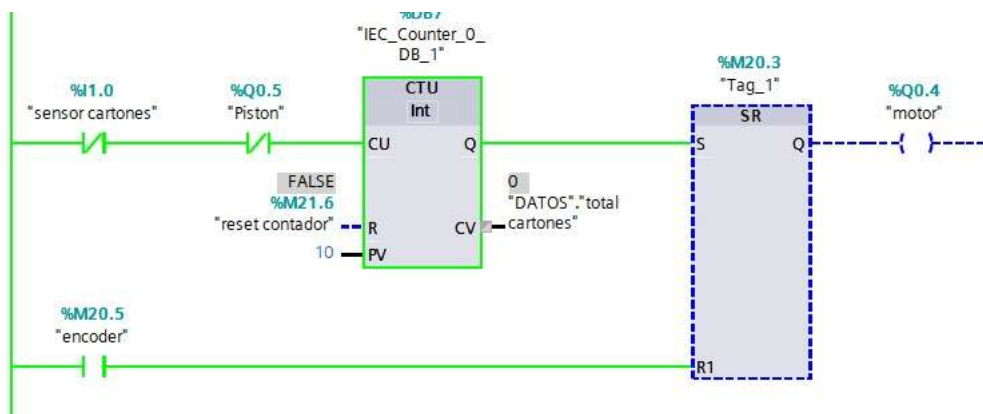 %DB7
"IEC_Counter_0_
DB_1"
%I1.0
"sensor cartones"
%Q0.5
"Piston"
CTU
Int
%M20.3
"Tag_1"
SR
%Q0.4
"motor"
CU
Q
S
Q
FALSE
%M21.6
"reset contador"
R
0
"DATOS"."total
cartones"
CV
10
PV
%M20.5
"encoder"
R1